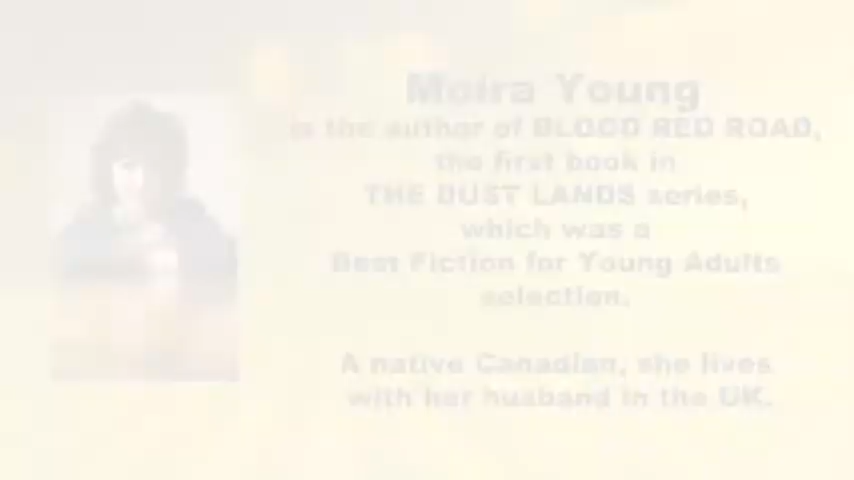 Moira Young
is the author of BLOOD RED ROAD,
the first book in
THE DUST LANDS series,
which was a
Best Fiction for Young Adults
selection.
A native Canadian, she lives
with her husband in the UK.